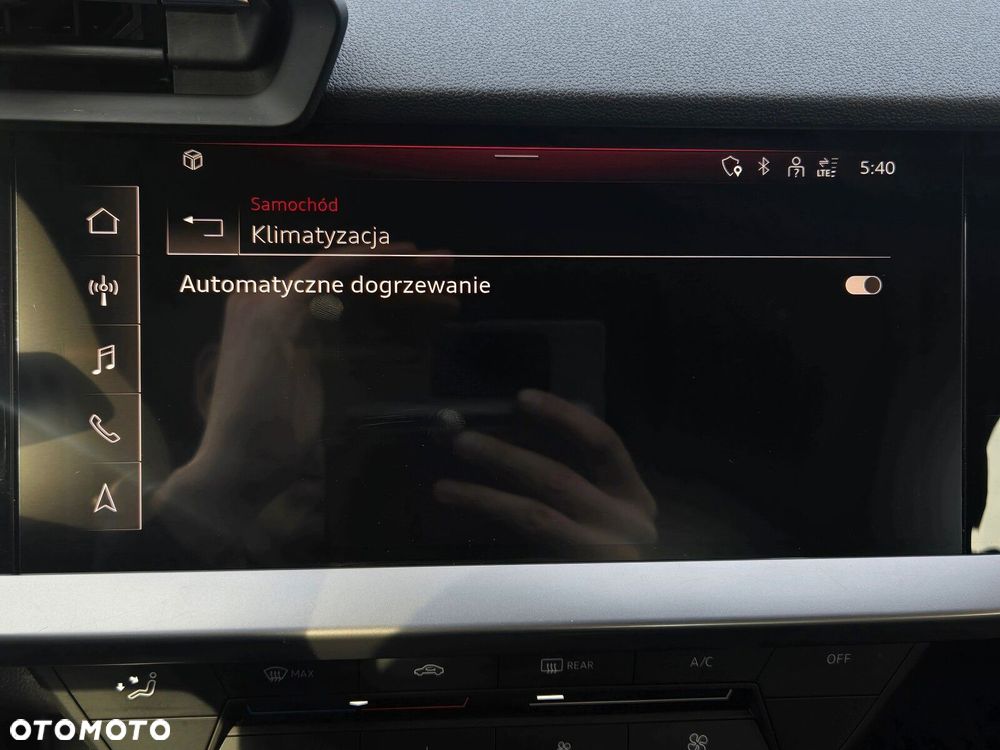 LTE
5:40
Samochód
Klimatyzacja
Automatyczne dogrzewanie
MAX
REAR
A/C
OFF
OTOMOTO